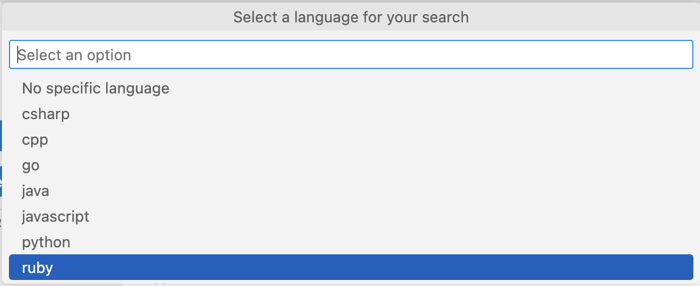 Select a language for your search
Select an option
No specific language
csharp
cpp
go
java
javascript
python
ruby